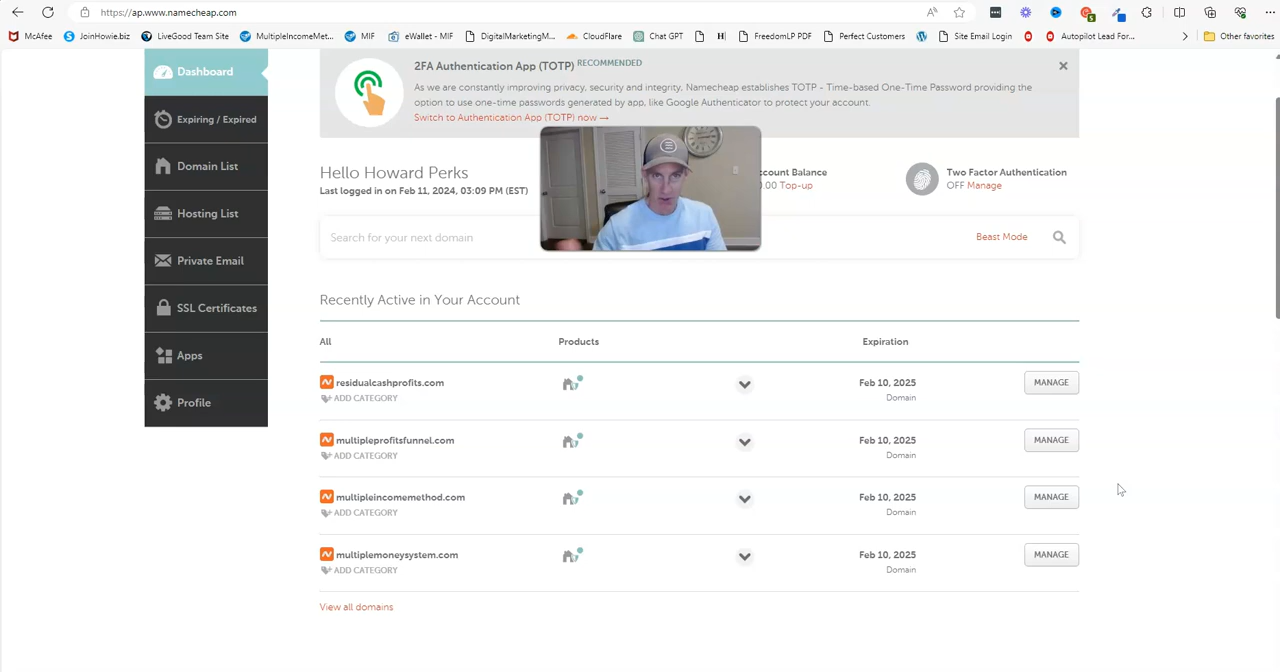 https://ap.www.namecheap.com
McAfee
JoinHowie.biz
LiveGood Team Site
MultipleIncomeMet...
MIF
eWallet - MIF
DigitalMarketingM...
CloudFlare
Chat GPT
H|
FreedomLP PDF
Perfect Customers
Site Email Login
Autopilot Lead For...
Other favorites
Dashboard
Expiring / Expired
Domain List
Hosting List
Private Email
SSL Certificates
Apps
Profile
2FA Authentication App (TOTP) RECOMMENDED
As we are constantly improving privacy, security and integrity, Namecheap establishes TOTP - Time-based One-Time Password providing the
option to use one-time passwords generated by app, like Google Authenticator to protect your account.
Switch to Authentication App (TOTP) now →
Hello Howard Perks
Last logged in on Feb 11, 2024, 03:09 PM (EST)
ccount Balance
.00 Top-up
Two Factor Authentication
OFF Manage
Search for your next domain
Beast Mode
Recently Active in Your Account
All Products Expiration
residualcashprofits.com Feb 10, 2025 MANAGE
ADD CATEGORY Domain
multipleprofitsfunnel.com Feb 10, 2025 MANAGE
ADD CATEGORY Domain
multipleincomemethod.com Feb 10, 2025 MANAGE
ADD CATEGORY Domain
multiplemoneysystem.com Feb 10, 2025 MANAGE
ADD CATEGORY Domain
View all domains